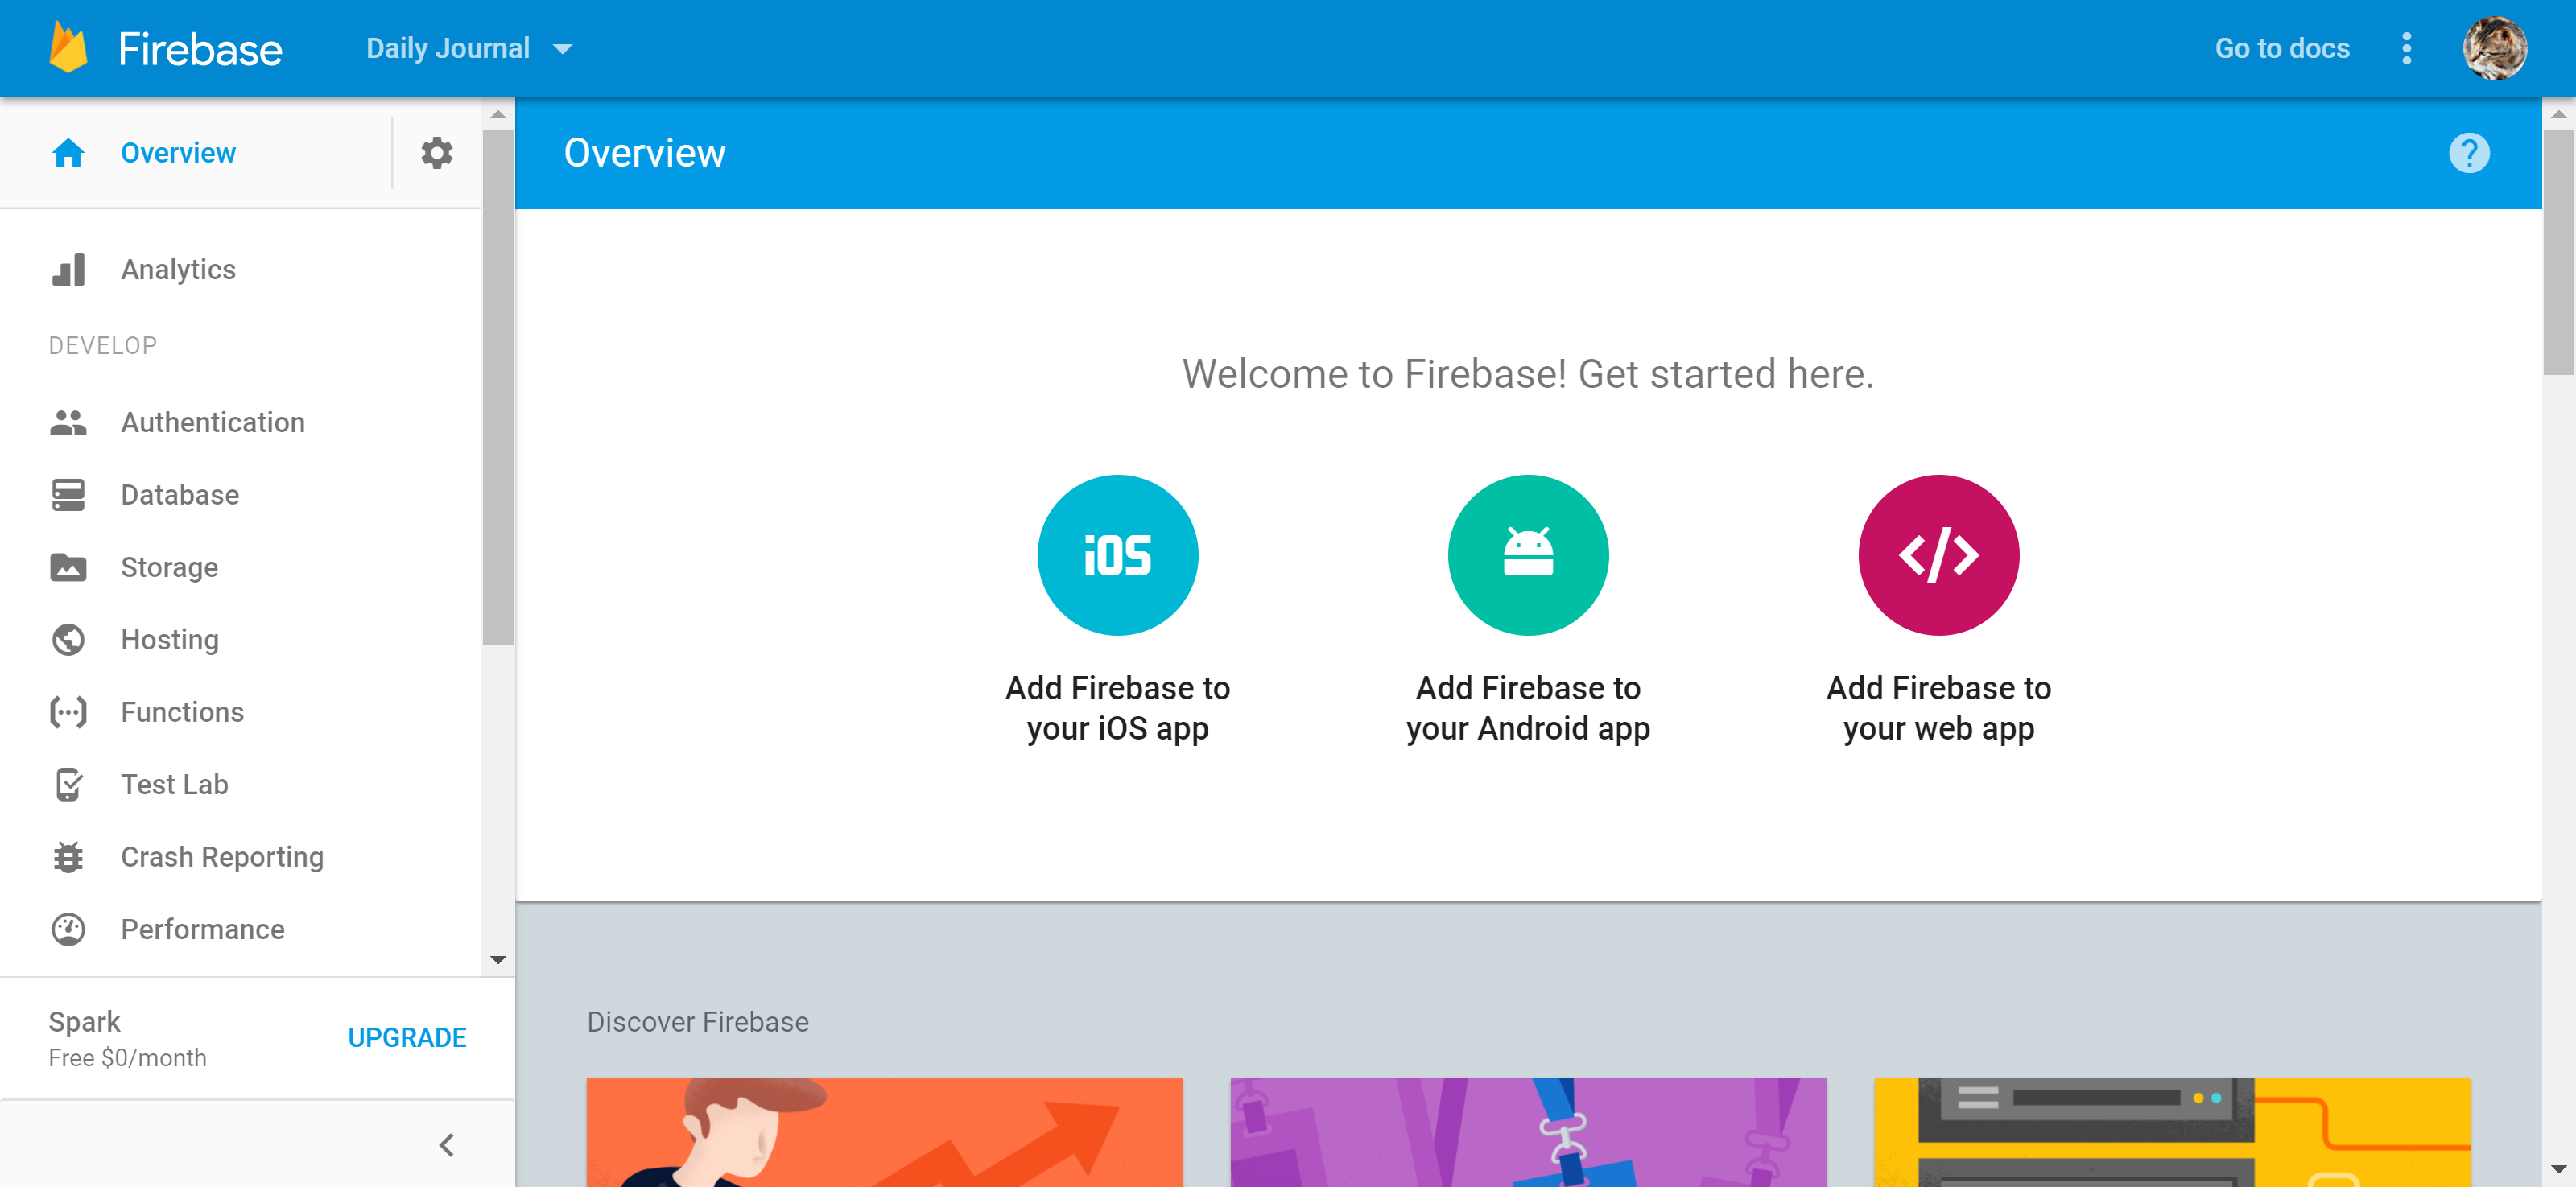 Firebase
Daily Journal
Go to docs
Overview
Overview
?
Analytics
DEVELOP
Authentication
Database
Storage
Hosting
Functions
Test Lab
Crash Reporting
Performance
Spark
Free $0/month
UPGRADE
Welcome to Firebase! Get started here.
iOS
</>
Add Firebase to
your iOS app
Add Firebase to
your Android app
Add Firebase to
your web app
Discover Firebase